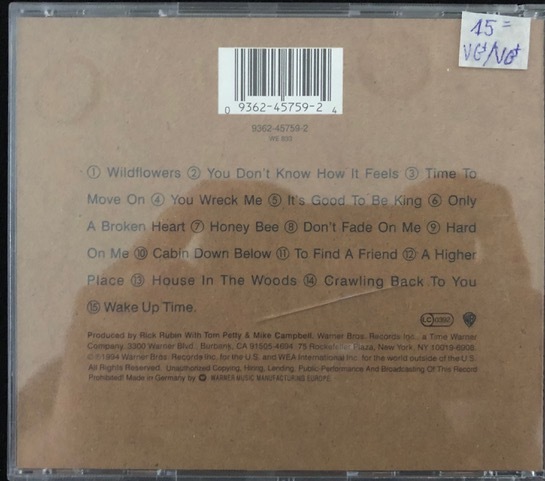 15=
VG+/VG+
0 9362-45759-2 4
9362-45759-2
WE 833
① Wildflowers ② You Don't Know How It Feels ③ Time To
Move On ④ You Wreck Me ⑤ It's Good To Be King ⑥ Only
A Broken Heart ⑦ Honey Bee ⑧ Don't Fade On Me ⑨ Hard
On Me ⑩ Cabin Down Below ⑪ To Find A Friend ⑫ A Higher
Place ⑬ House In The Woods ⑭ Crawling Back To You
⑮ Wake Up Time.
LC 0392
Produced by Rick Rubin With Tom Petty & Mike Campbell. Warner Bros. Records Inc., a Time Warner
Company. 3300 Warner Blvd., Burbank, CA 91505-4694. 75 Rockefeller Plaza, New York, NY 10019-6908.
℗©1994 Warner Bros. Records Inc. for the U.S. and WEA International Inc. for the world outside of the U.S.
All Rights Reserved. Unauthorized Copying, Hiring, Lending, Public Performance And Broadcasting Of This Record
Prohibited! Made in Germany by WARNER MUSIC MANUFACTURING EUROPE.